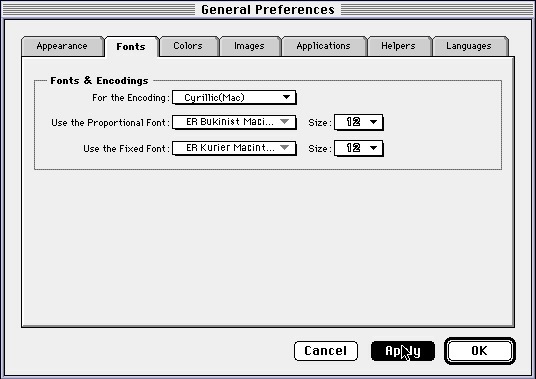 General Preferences
Appearance Fonts Colors Images Applications Helpers Languages
Fonts & Encodings
For the Encoding: Cyrillic(Mac)
Use the Proportional Font: ER Bukinist Maci... Size: 12
Use the Fixed Font: ER Kurier Macint... Size: 12
Cancel Apply OK